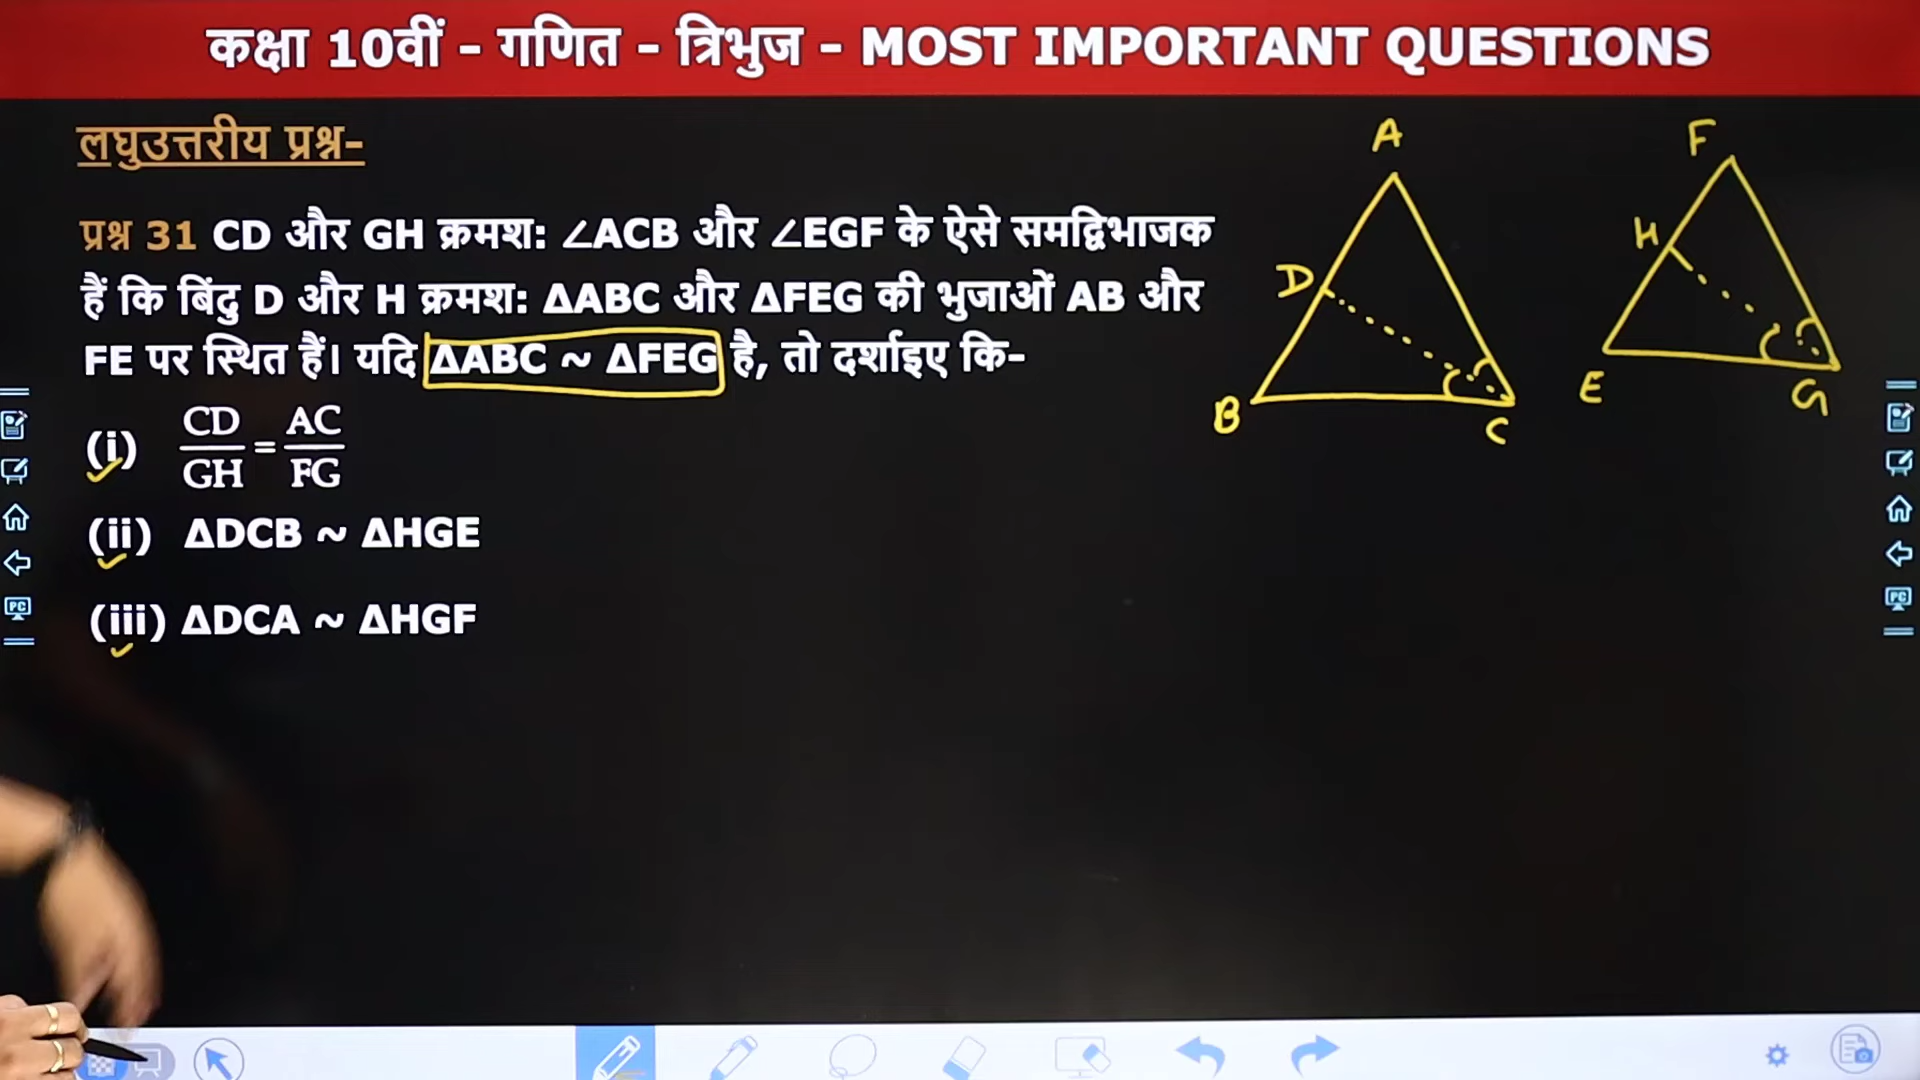 कक्षा 10वीं - गणित - त्रिभुज - MOST IMPORTANT QUESTIONS
लघुउत्तरीय प्रश्न-
प्रश्न 31 CD और GH क्रमश: ∠ACB और ∠EGF के ऐसे समद्विभाजक
हैं कि बिंदु D और H क्रमश: ΔABC और ΔFEG की भुजाओं AB और
FE पर स्थित हैं। यदि ΔABC ~ ΔFEG है, तो दर्शाइए कि-
(i) CD/GH = AC/FG
(ii) ΔDCB ~ ΔHGE
(iii) ΔDCA ~ ΔHGF
A
D
B
C
F
H
E
G
PC
PC